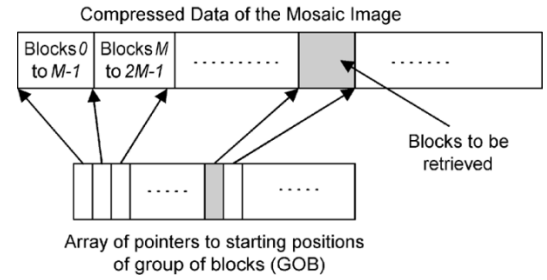 Compressed Data of the Mosaic Image
Blocks 0 Blocks M
to M-1 to 2M-1
..........
.......
Blocks to be
retrieved
.....
.....
Array of pointers to starting positions
of group of blocks (GOB)